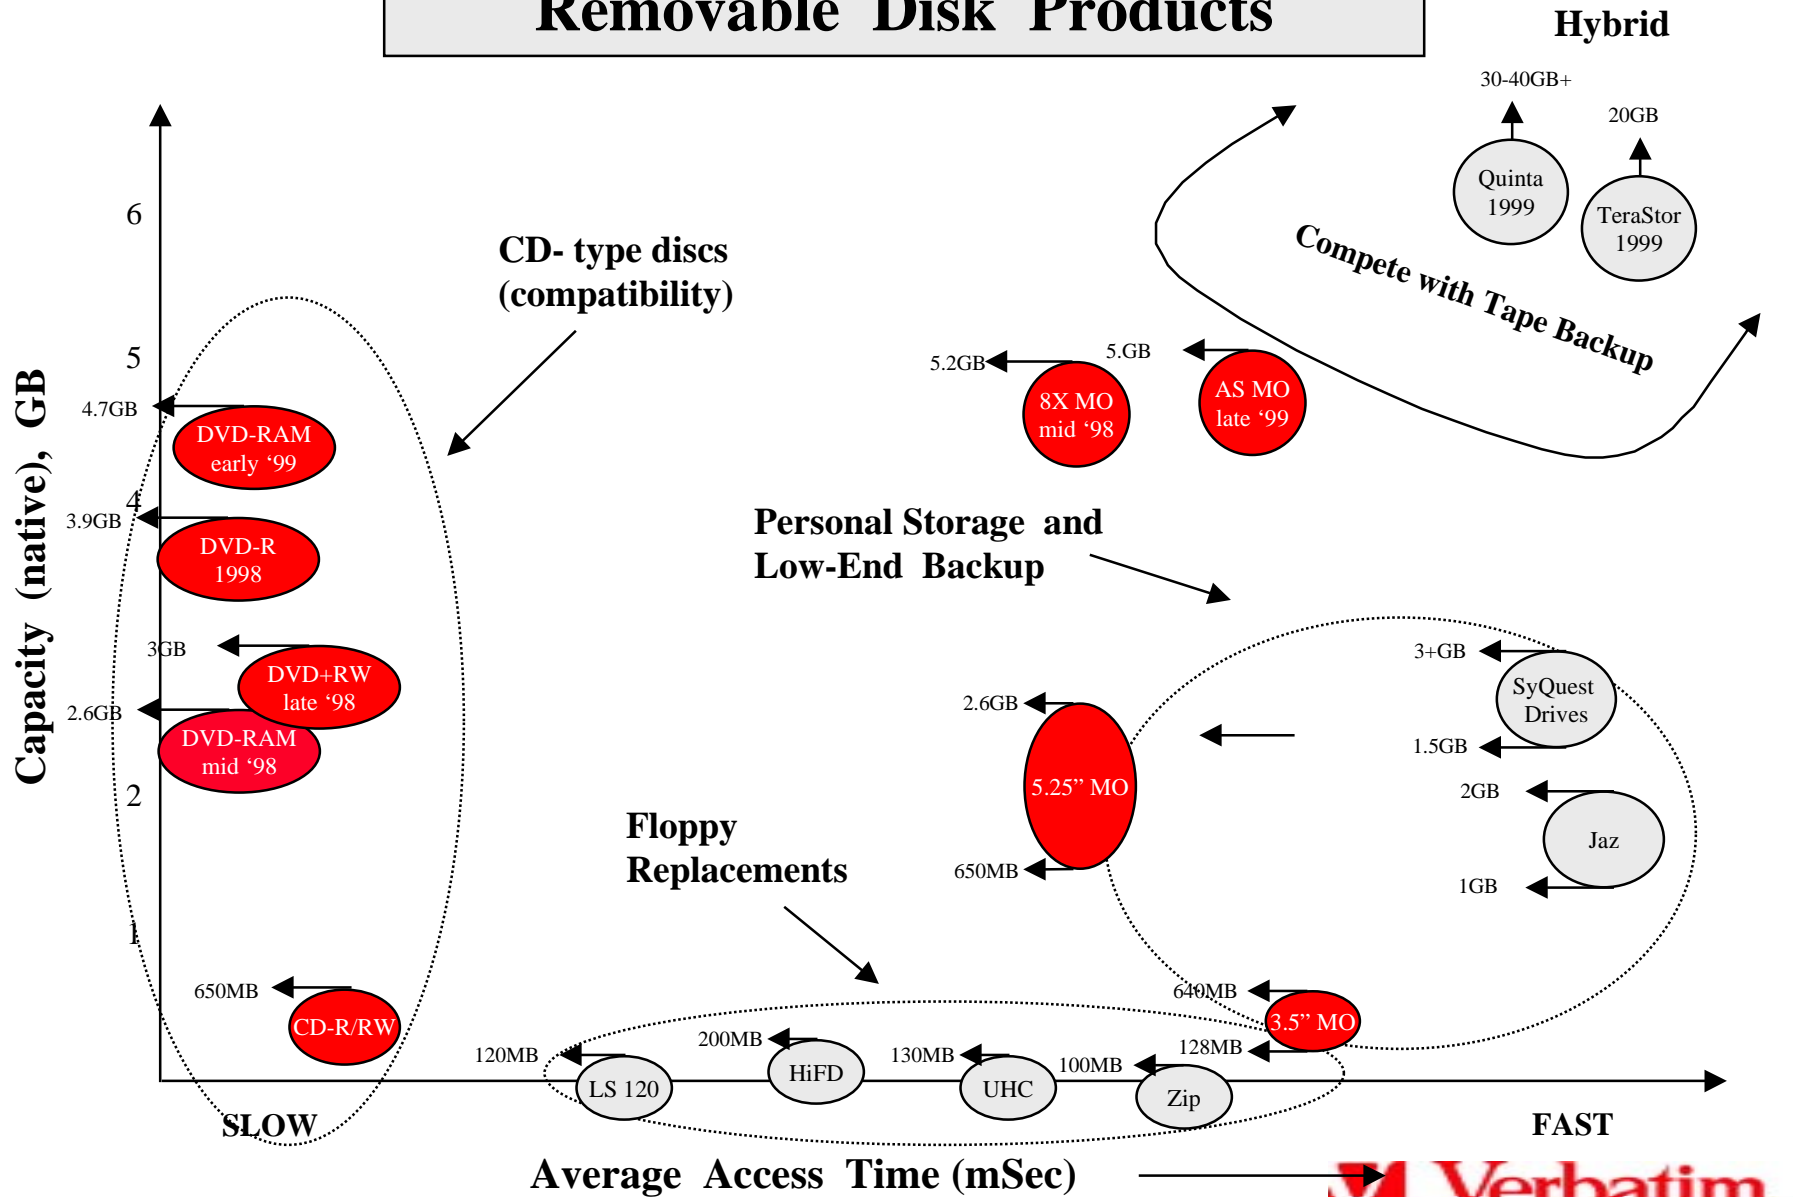 Removable Disk Products
Hybrid
30-40GB+
20GB
Quinta
1999
TeraStor
1999
6
CD- type discs
(compatibility)
Compete with Tape Backup
5
5.2GB
5.GB
4.7GB
8X MO
mid ‘98
AS MO
late ‘99
DVD-RAM
early ‘99
Capacity (native), GB
4
3.9GB
DVD-R
1998
Personal Storage and
Low-End Backup
3GB
DVD+RW
late ‘98
3+GB
SyQuest
Drives
1.5GB
2.6GB
DVD-RAM
mid ‘98
2.6GB
5.25” MO
650MB
2GB
Jaz
1GB
2
Floppy
Replacements
1
650MB
CD-R/RW
640MB
3.5” MO
128MB
120MB
LS 120
200MB
HiFD
130MB
UHC
100MB
Zip
SLOW
FAST
Average Access Time (mSec)
Verbatim